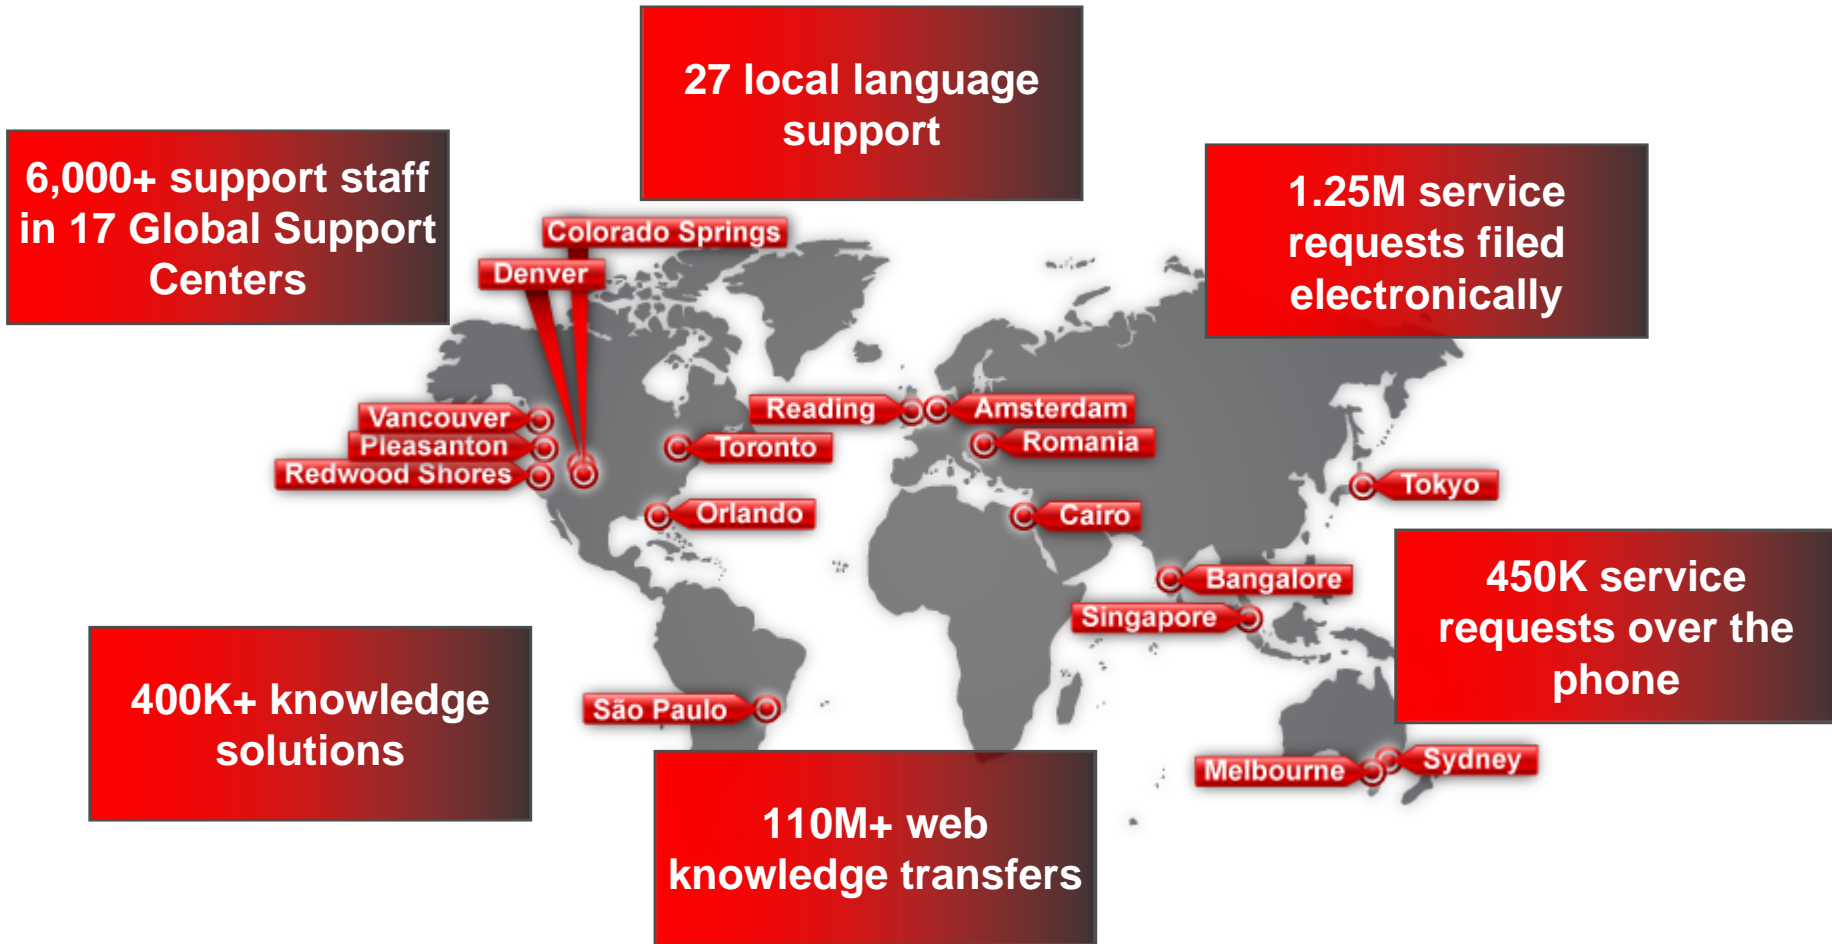 27 local language
support
6,000+ support staff
in 17 Global Support
Centers
1.25M service
requests filed
electronically
Colorado Springs
Denver
Vancouver
Pleasanton
Redwood Shores
Toronto
Orlando
Reading
Amsterdam
Romania
Cairo
Tokyo
Bangalore
Singapore
450K service
requests over the
phone
400K+ knowledge
solutions
São Paulo
Melbourne
Sydney
110M+ web
knowledge transfers